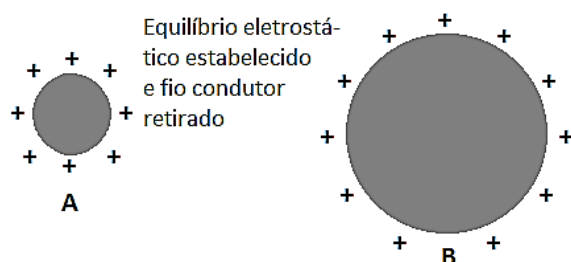 Equilíbrio eletrostá-
tico estabelecido
e fio condutor
retirado
+ + + + + + + +
A
+ + + + + + + + + + +
B